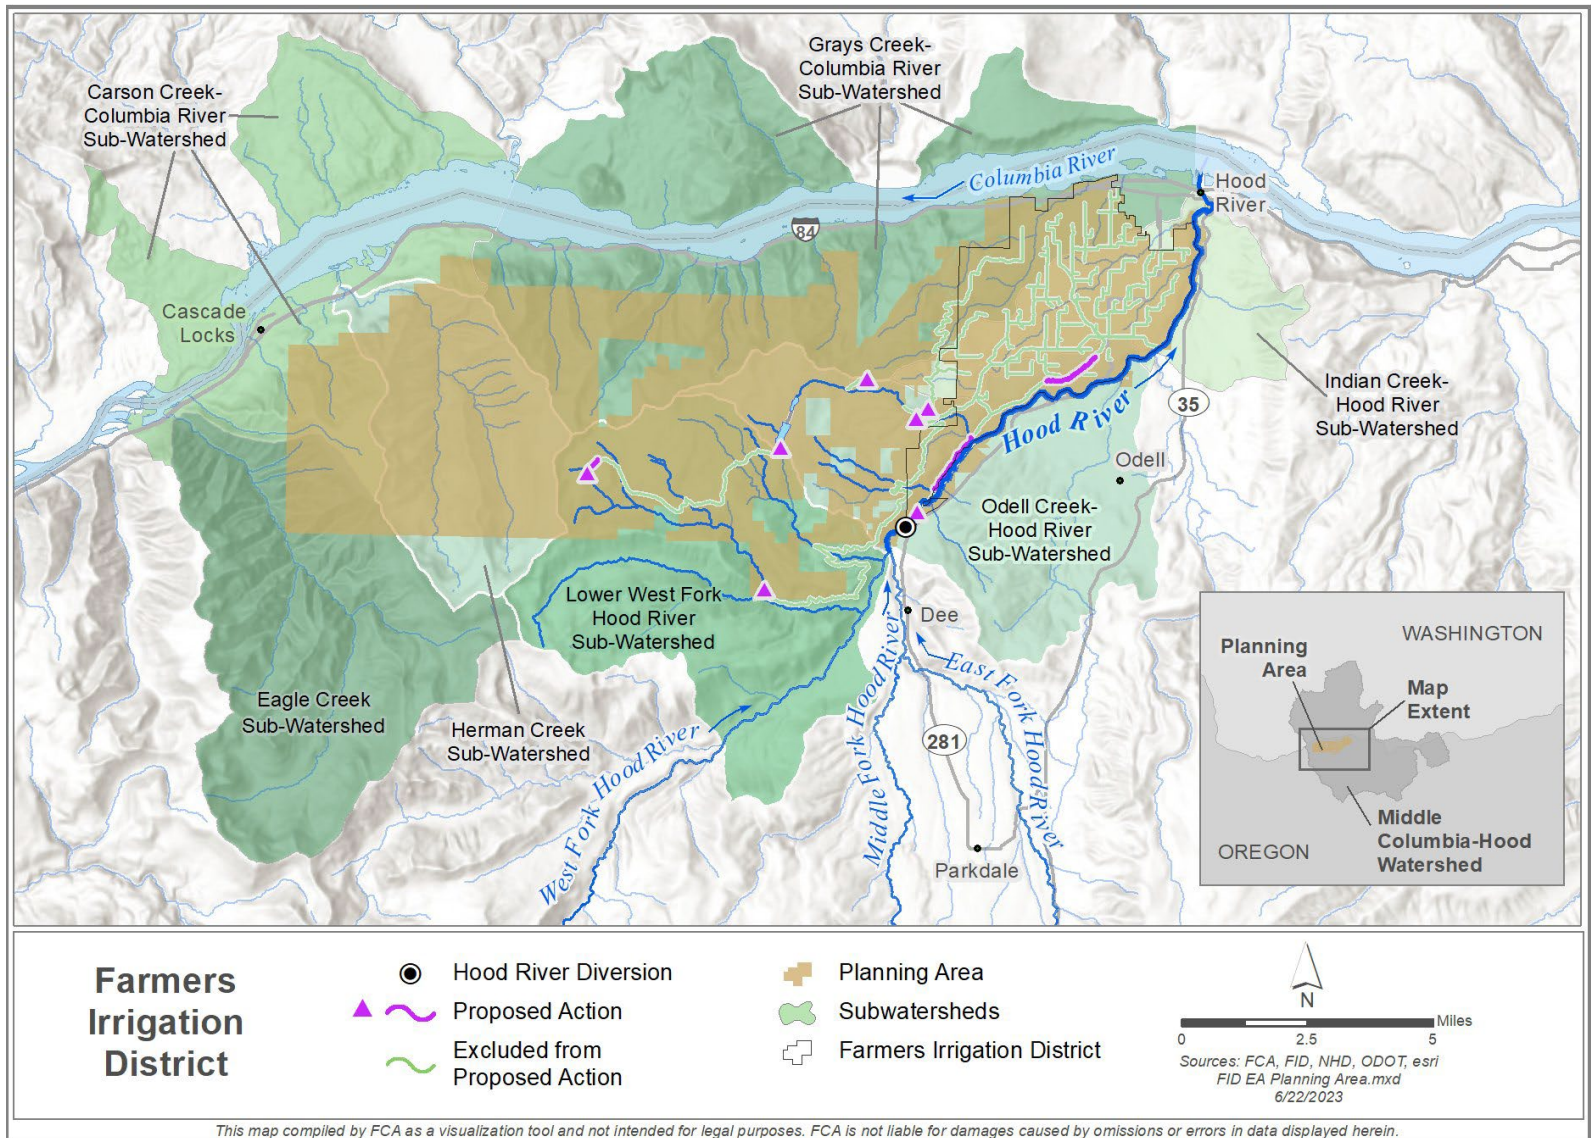 Grays Creek-
Columbia River
Sub-Watershed
Carson Creek-
Columbia River
Sub-Watershed
Columbia River
Hood
River
84
Cascade
Locks
Indian Creek-
Hood River
Sub-Watershed
35
Hood River
Odell
Odell Creek-
Hood River
Sub-Watershed
Lower West Fork
Hood River
Sub-Watershed
Dee
Eagle Creek
Sub-Watershed
Herman Creek
Sub-Watershed
West Fork Hood River
Middle Fork Hood River
East Fork Hood River
281
Parkdale
WASHINGTON
Planning
Area
Map
Extent
Middle
Columbia-Hood
Watershed
OREGON
Farmers
Irrigation
District
Hood River Diversion
Proposed Action
Excluded from
Proposed Action
Planning Area
Subwatersheds
Farmers Irrigation District
N
Miles
0 2.5 5
Sources: FCA, FID, NHD, ODOT, esri
FID EA Planning Area.mxd
6/22/2023
This map compiled by FCA as a visualization tool and not intended for legal purposes. FCA is not liable for damages caused by omissions or errors in data displayed herein.